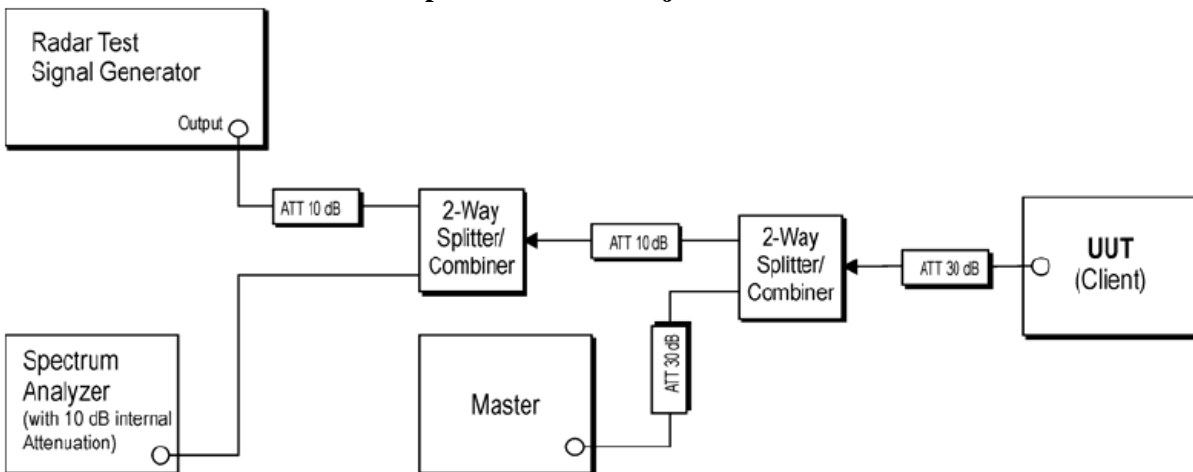 Radar Test
Signal Generator
Output
ATT 10 dB
2-Way
Splitter/
Combiner
ATT 10 dB
2-Way
Splitter/
Combiner
ATT 30 dB
UUT
(Client)
Spectrum
Analyzer
(with 10 dB internal
Attenuation)
Master
ATT 30 dB